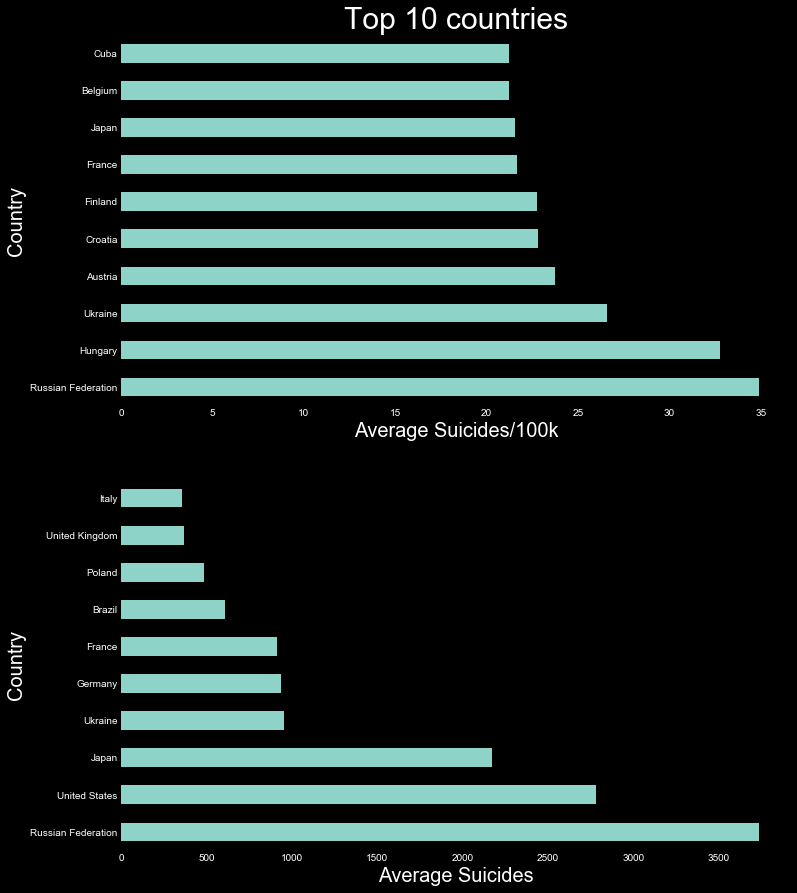 Top 10 countries
Country
Cuba
Belgium
Japan
France
Finland
Croatia
Austria
Ukraine
Hungary
Russian Federation
0 5 10 15 20 25 30 35
Average Suicides/100k
Country
Italy
United Kingdom
Poland
Brazil
France
Germany
Ukraine
Japan
United States
Russian Federation
0 500 1000 1500 2000 2500 3000 3500
Average Suicides